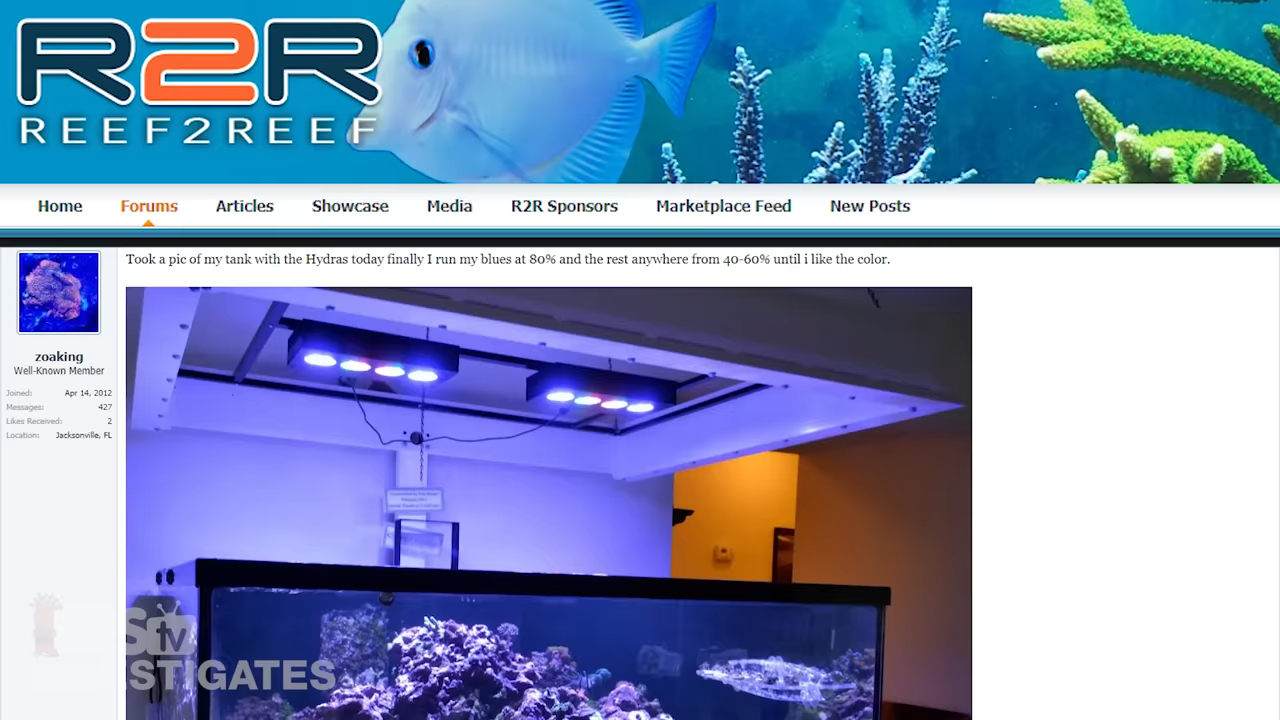 R2R
REEF2REEF
Home Forums Articles Showcase Media R2R Sponsors Marketplace Feed New Posts
Took a pic of my tank with the Hydras today finally I run my blues at 80% and the rest anywhere from 40-60% until i like the color.
zoaking
Well-Known Member
Joined: Apr 14, 2012
Messages: 427
Likes Received: 2
Location: Jacksonville, FL
S tv
STIGATES